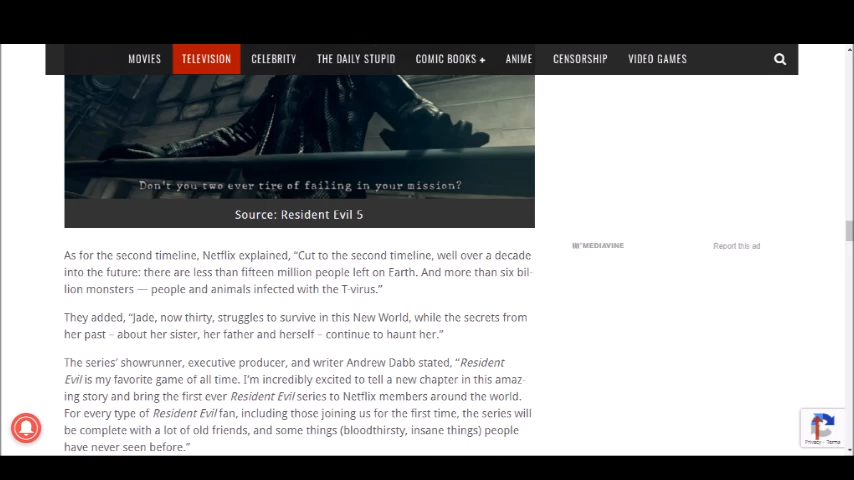 MOVIES TELEVISION CELEBRITY THE DAILY STUPID COMIC BOOKS + ANIME CENSORSHIP VIDEO GAMES
Don't you two ever tire of failing in your mission?
Source: Resident Evil 5
As for the second timeline, Netflix explained, “Cut to the second timeline, well over a decade
into the future: there are less than fifteen million people left on Earth. And more than six bil-
lion monsters — people and animals infected with the T-virus.”
MEDIAVINE
Report this ad
They added, “Jade, now thirty, struggles to survive in this New World, while the secrets from
her past – about her sister, her father and herself – continue to haunt her.”
The series’ showrunner, executive producer, and writer Andrew Dabb stated, “Resident
Evil is my favorite game of all time. I’m incredibly excited to tell a new chapter in this amaz-
ing story and bring the first ever Resident Evil series to Netflix members around the world.
For every type of Resident Evil fan, including those joining us for the first time, the series will
be complete with a lot of old friends, and some things (bloodthirsty, insane things) people
have never seen before.”
Privacy - Terms